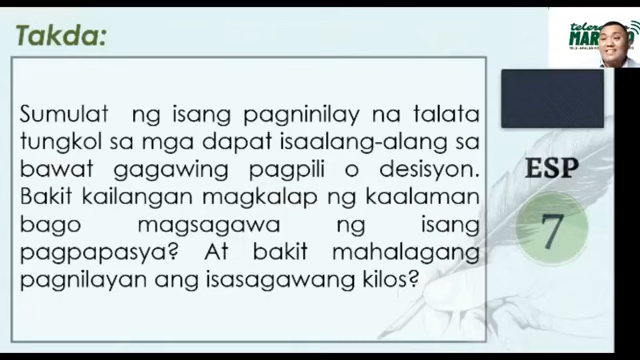 Takda:
Sumulat ng isang pagninilay na talata
tungkol sa mga dapat isaalang-alang sa
bawat gagawing pagpili o desisyon.
Bakit kailangan magkalap ng kaalaman
bago magsagawa ng isang
pagpapasya? At bakit mahalagang
pagnilayan ang isasagawang kilos?
ESP
7